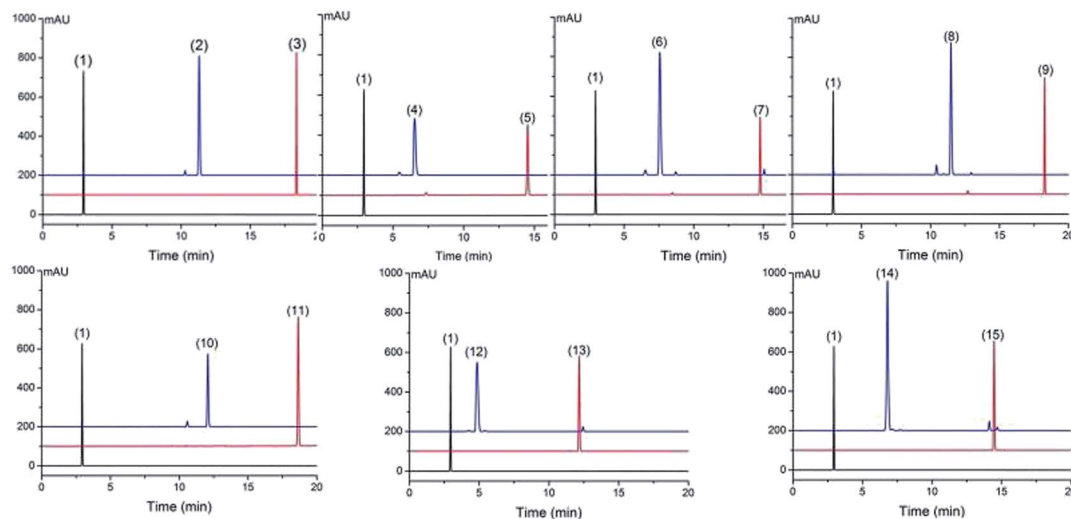 1000 mAU
800
600
400
200
0
(1) (2) (3)
0 5 10 15 20
Time (min)
mAU
(1) (4) (5)
0 5 10 15
Time (min)
mAU
(1) (6) (7)
0 5 10 15
Time (min)
mAU
(1) (8) (9)
0 5 10 15 20
Time (min)
1000 mAU
800
600
400
200
0
(1) (10) (11)
0 5 10 15 20
Time (min)
1000 mAU
800
600
400
200
0
(1) (12) (13)
0 5 10 15 20
Time (min)
1000 mAU
800
600
400
200
0
(1) (14) (15)
0 5 10 15 20
Time (min)